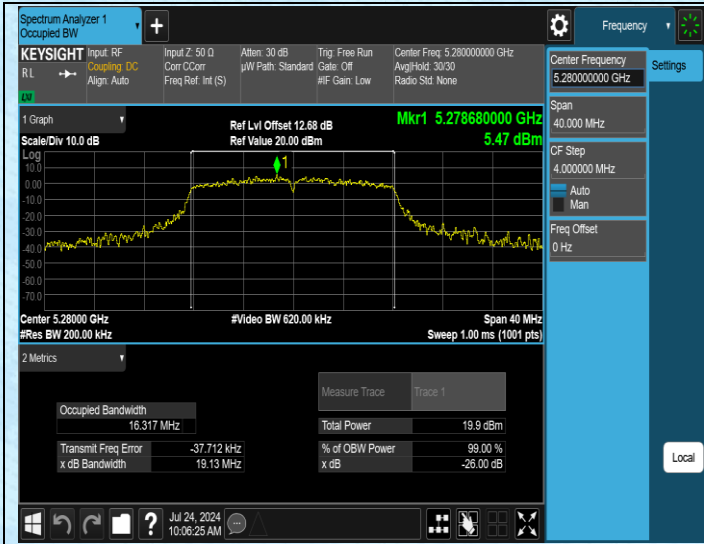 Spectrum Analyzer 1
Occupied BW
+
Frequency
KEYSIGHT
RL
LXI
Input: RF
Coupling: DC
Align: Auto
Input Z: 50 Ω
Corr CCorr
Freq Ref: Int (S)
Atten: 30 dB
µW Path: Standard
Trig: Free Run
Gate: Off
#IF Gain: Low
Center Freq: 5.280000000 GHz
Avg|Hold: 30/30
Radio Std: None
1 Graph
Scale/Div 10.0 dB
Ref Lvl Offset 12.68 dB
Ref Value 20.00 dBm
Mkr1 5.278680000 GHz
5.47 dBm
Log
10.0
0.00
-10.0
-20.0
-30.0
-40.0
-50.0
-60.0
-70.0
1
Center 5.28000 GHz
#Res BW 200.00 kHz
#Video BW 620.00 kHz
Span 40 MHz
Sweep 1.00 ms (1001 pts)
2 Metrics
Measure Trace Trace 1
Occupied Bandwidth
16.317 MHz
Total Power 19.9 dBm
Transmit Freq Error -37.712 kHz
% of OBW Power 99.00 %
x dB Bandwidth 19.13 MHz
x dB -26.00 dB
Center Frequency
5.280000000 GHz
Settings
Span
40.000 MHz
CF Step
4.000000 MHz
Auto
Man
Freq Offset
0 Hz
Local
?
Jul 24, 2024
10:06:25 AM